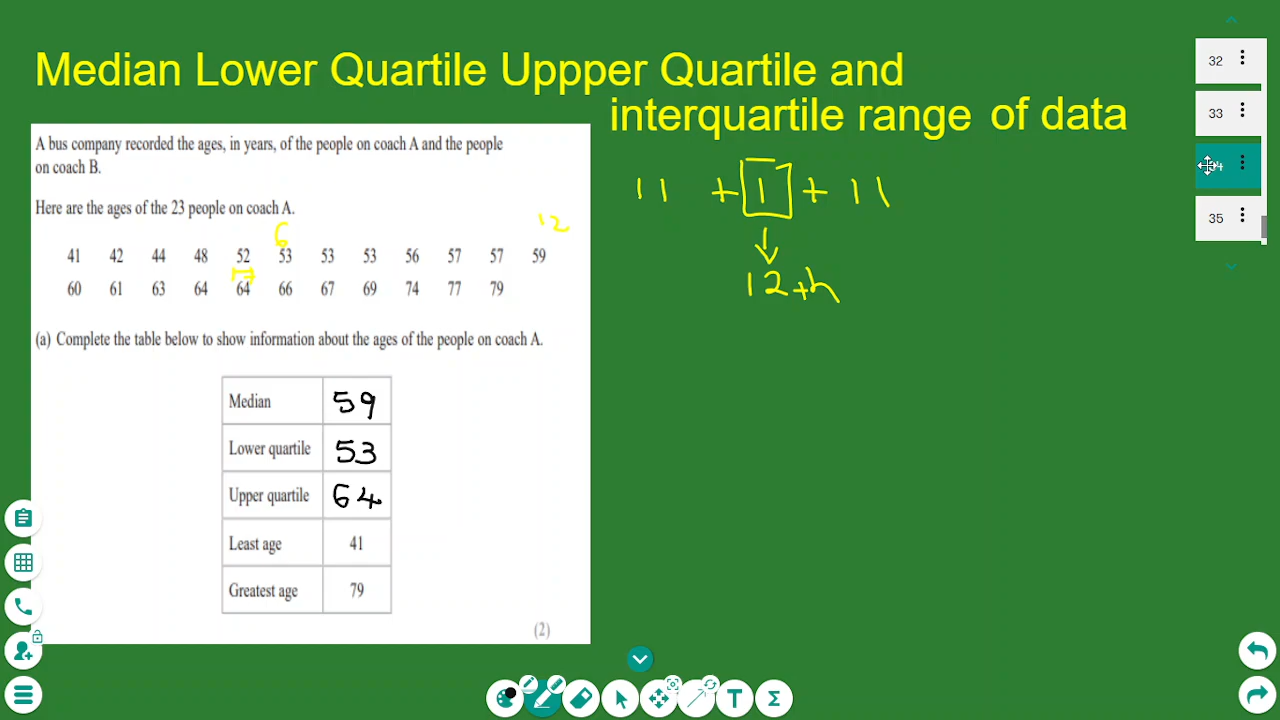 Median Lower Quartile Uppper Quartile and
interquartile range of data
A bus company recorded the ages, in years, of the people on coach A and the people
on coach B.
Here are the ages of the 23 people on coach A.
6 12
41 42 44 48 52 53 53 53 56 57 57 59
17
60 61 63 64 64 66 67 69 74 77 79
(a) Complete the table below to show information about the ages of the people on coach A.
Median 59
Lower quartile 53
Upper quartile 64
Least age 41
Greatest age 79
(2)
11 + 1 + 11
12th
32
33
35
T Σ